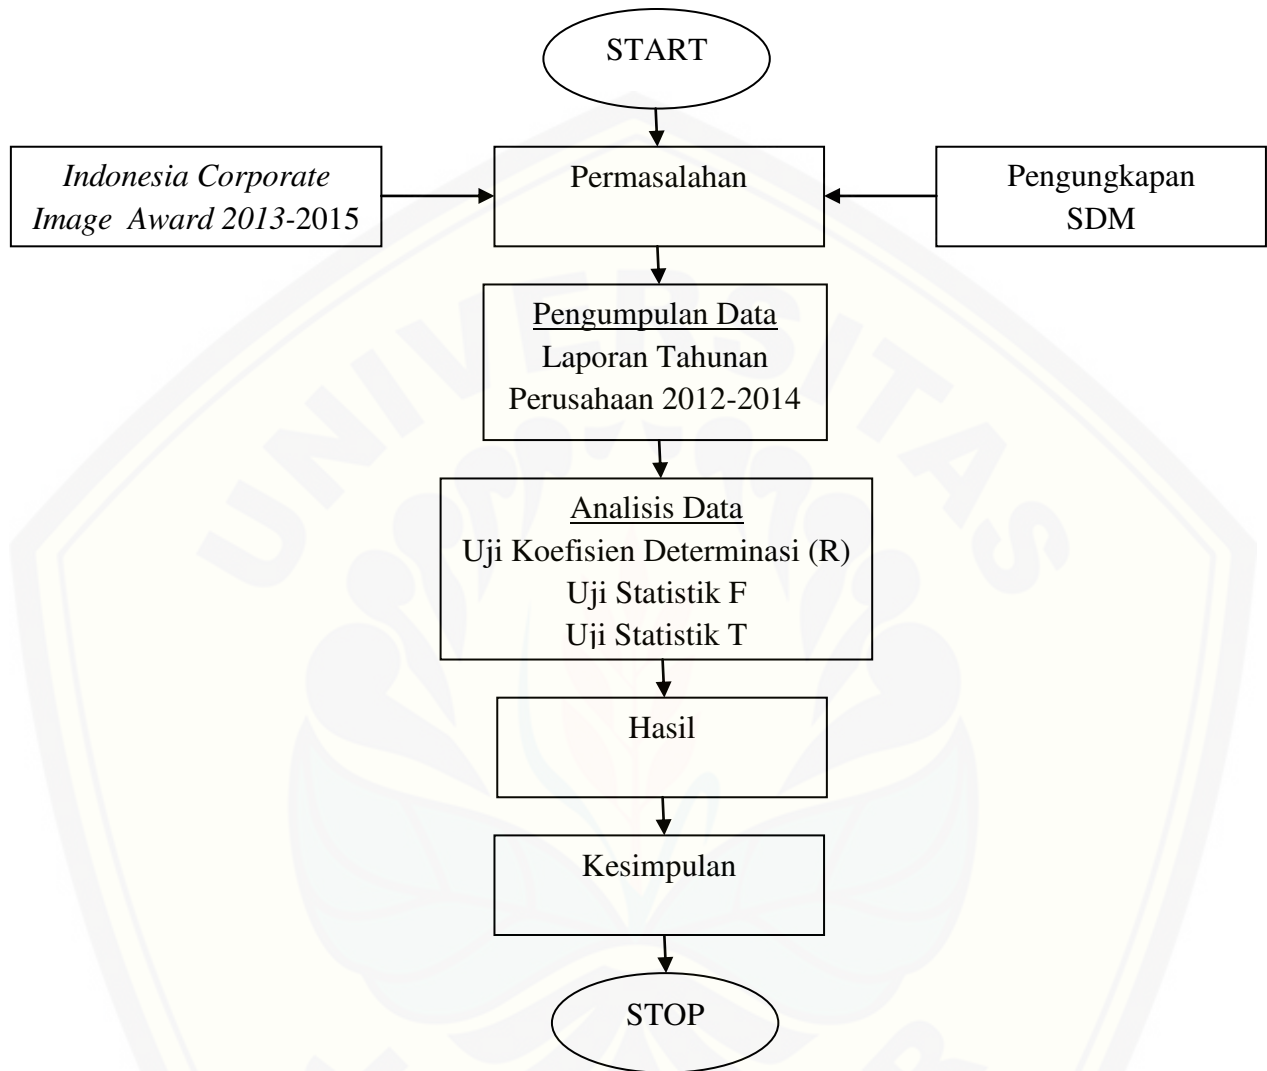 START
Indonesia Corporate
Image Award 2013-2015
Permasalahan
Pengungkapan
SDM
Pengumpulan Data
Laporan Tahunan
Perusahaan 2012-2014
Analisis Data
Uji Koefisien Determinasi (R)
Uji Statistik F
Uji Statistik T
Hasil
Kesimpulan
STOP
UNIVERSITAS